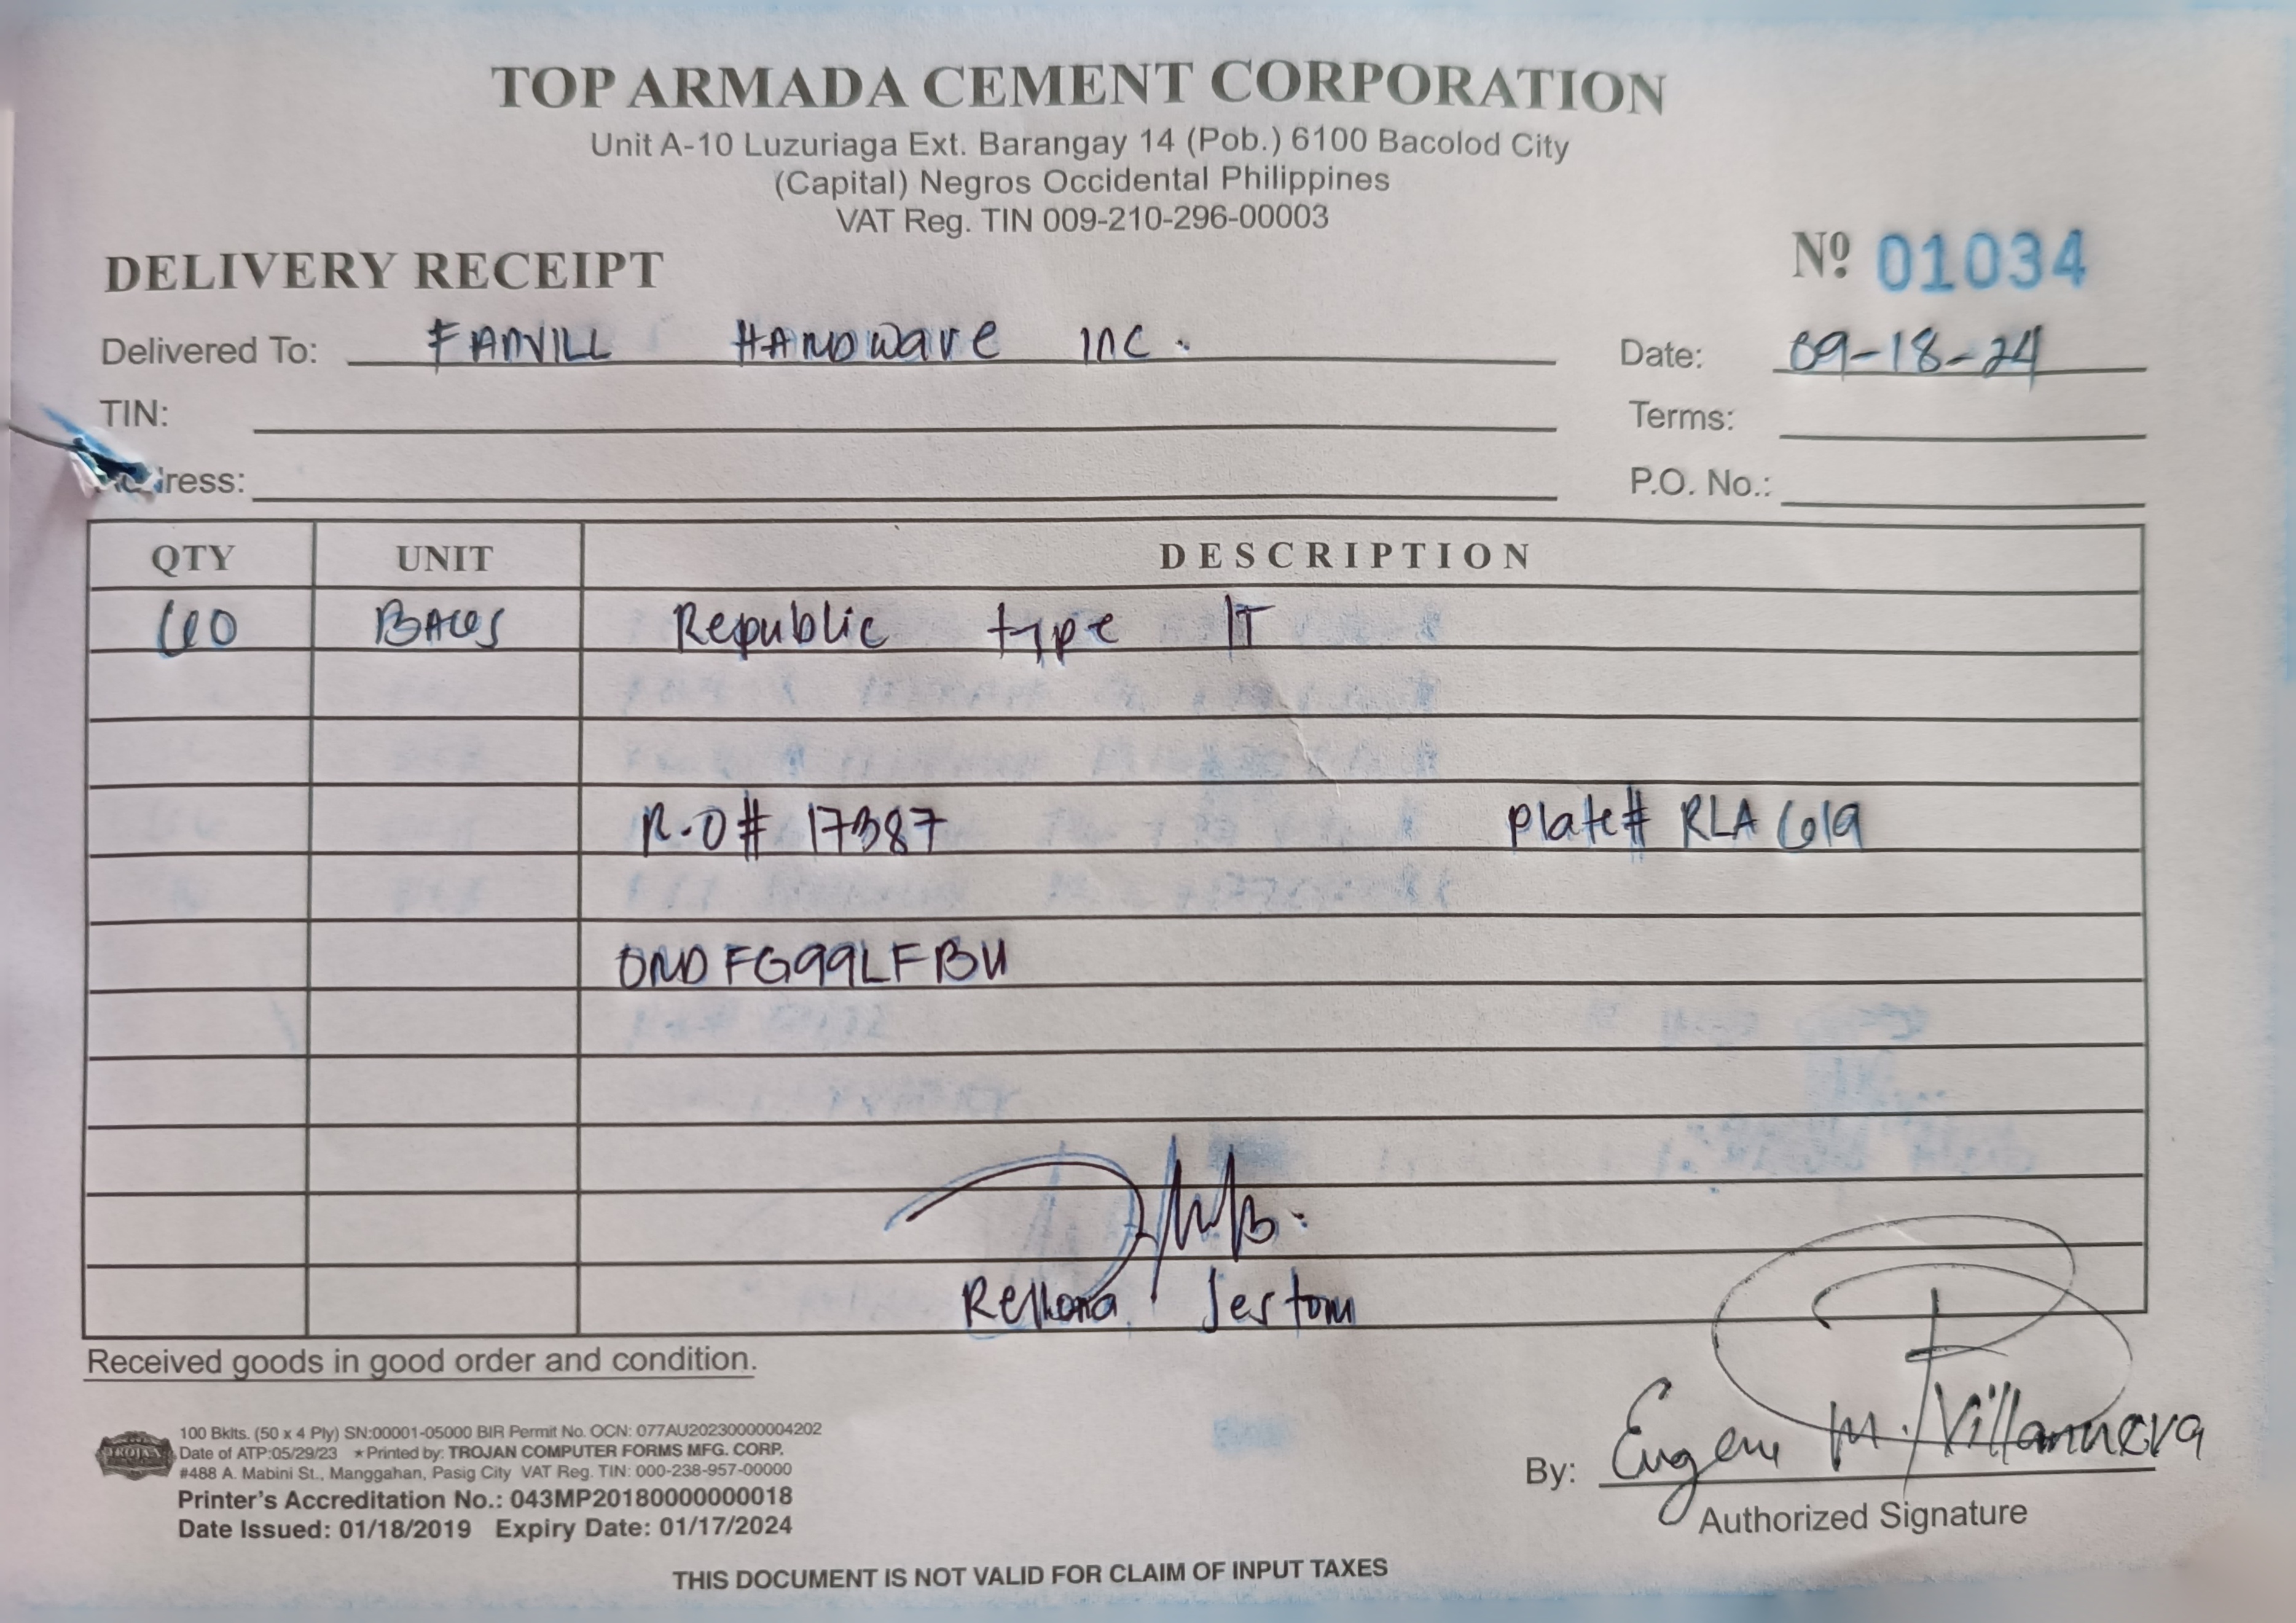 TOP ARMADA CEMENT CORPORATION
Unit A-10 Luzuriaga Ext. Barangay 14 (Pob.) 6100 Bacolod City
(Capital) Negros Occidental Philippines
VAT Reg. TIN 009-210-296-00003
DELIVERY RECEIPT Nº 01034
Delivered To: FANVILL HARDWare Inc. Date: 09-18-24
TIN: Terms:
Address: P.O. No.:
QTY UNIT DESCRIPTION
60 BAGS Republic type IT
R.O# 17387 Plate# RLA 619
FG99LFBU
Jestom
Received goods in good order and condition.
100 Bklts. (50 x 4 Ply) SN:00001-05000 BIR Permit No. OCN: 077AU20230000004202
Date of ATP:05/29/23 ★Printed by: TROJAN COMPUTER FORMS MFG. CORP.
#488 A. Mabini St., Manggahan, Pasig City VAT Reg. TIN: 000-238-957-00000
Printer's Accreditation No.: 043MP20180000000018
Date Issued: 01/18/2019 Expiry Date: 01/17/2024
TROJAN
By: Eugene M. Villanueva
Authorized Signature
THIS DOCUMENT IS NOT VALID FOR CLAIM OF INPUT TAXES